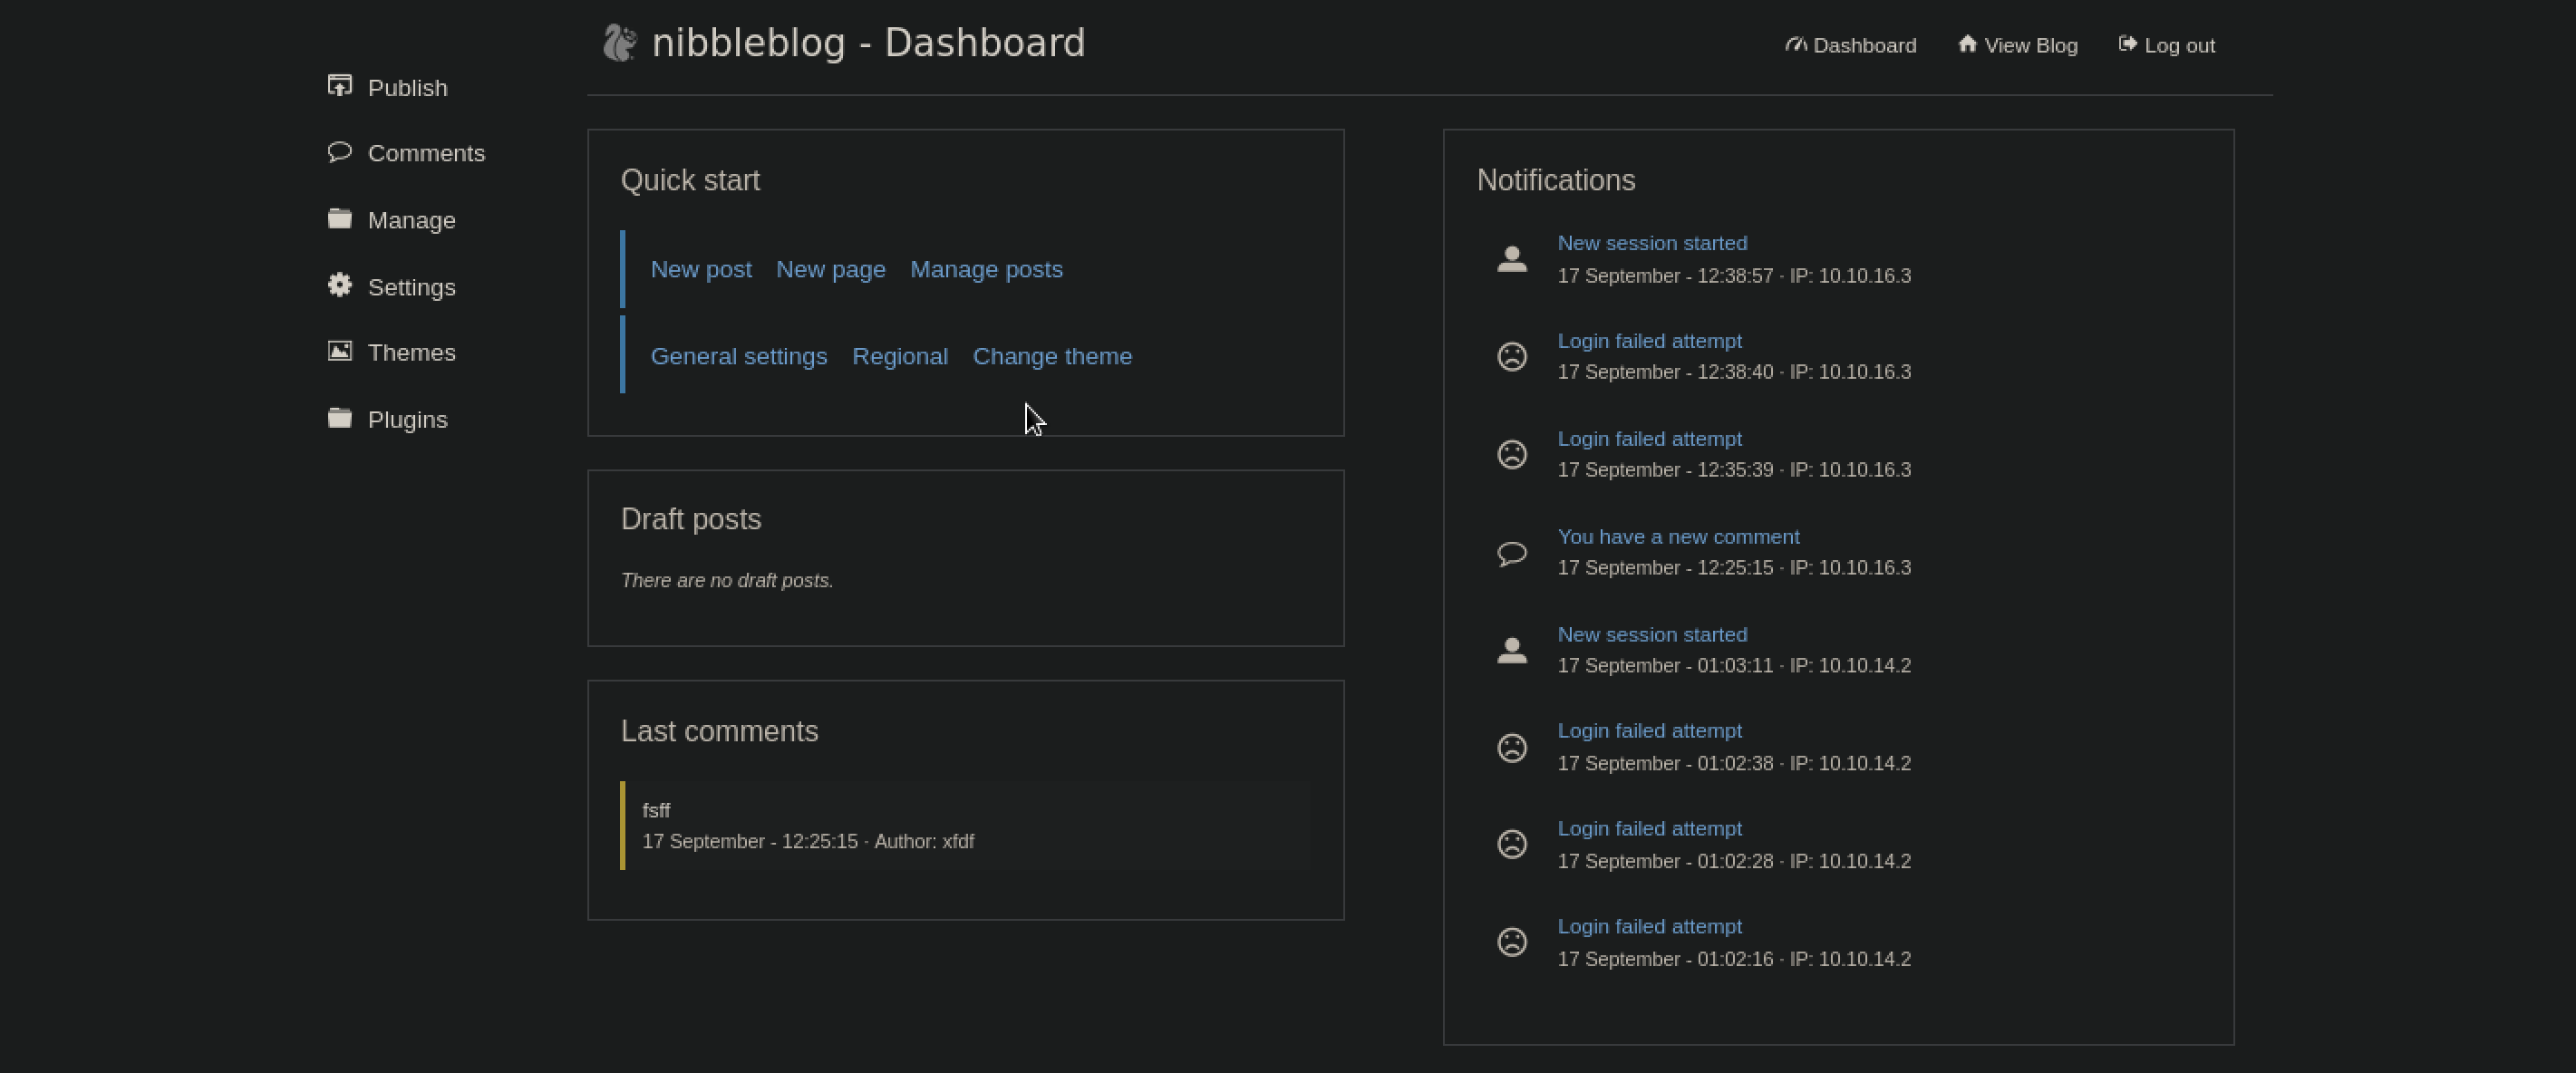 nibbleblog - Dashboard
Dashboard View Blog Log out
Publish
Comments
Manage
Settings
Themes
Plugins
Quick start
New post New page Manage posts
General settings Regional Change theme
Draft posts
There are no draft posts.
Last comments
fsff
17 September - 12:25:15 · Author: xfdf
Notifications
New session started
17 September - 12:38:57 · IP: 10.10.16.3
Login failed attempt
17 September - 12:38:40 · IP: 10.10.16.3
Login failed attempt
17 September - 12:35:39 · IP: 10.10.16.3
You have a new comment
17 September - 12:25:15 · IP: 10.10.16.3
New session started
17 September - 01:03:11 · IP: 10.10.14.2
Login failed attempt
17 September - 01:02:38 · IP: 10.10.14.2
Login failed attempt
17 September - 01:02:28 · IP: 10.10.14.2
Login failed attempt
17 September - 01:02:16 · IP: 10.10.14.2